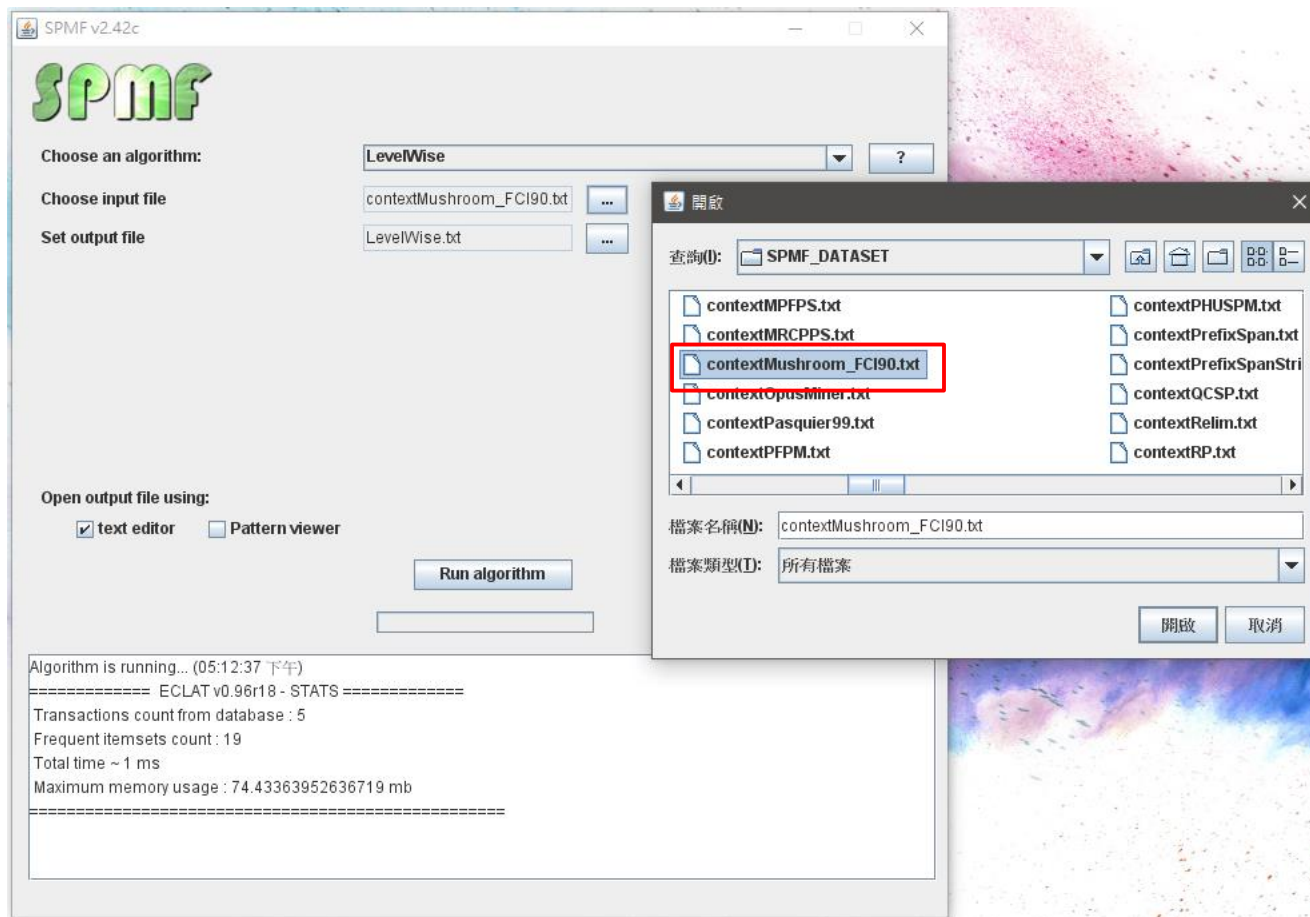 SPMF v2.42c
SPMF
Choose an algorithm:
LevelWise
?
Choose input file
contextMushroom_FCI90.txt
...
Set output file
LevelWise.txt
...
Open output file using:
text editor
Pattern viewer
Run algorithm
Algorithm is running... (05:12:37 下午)
============= ECLAT v0.96r18 - STATS =============
Transactions count from database : 5
Frequent itemsets count : 19
Total time ~ 1 ms
Maximum memory usage : 74.43363952636719 mb
===================================================
開啟
查詢(I):
SPMF_DATASET
contextMPFPS.txt
contextMRCPPS.txt
contextMushroom_FCI90.txt
contextOpusMiner.txt
contextPasquier99.txt
contextPFPM.txt
contextPHUSPM.txt
contextPrefixSpan.txt
contextPrefixSpanStri
contextQCSP.txt
contextRelim.txt
contextRP.txt
檔案名稱(N):
contextMushroom_FCI90.txt
檔案類型(T):
所有檔案
開啟
取消